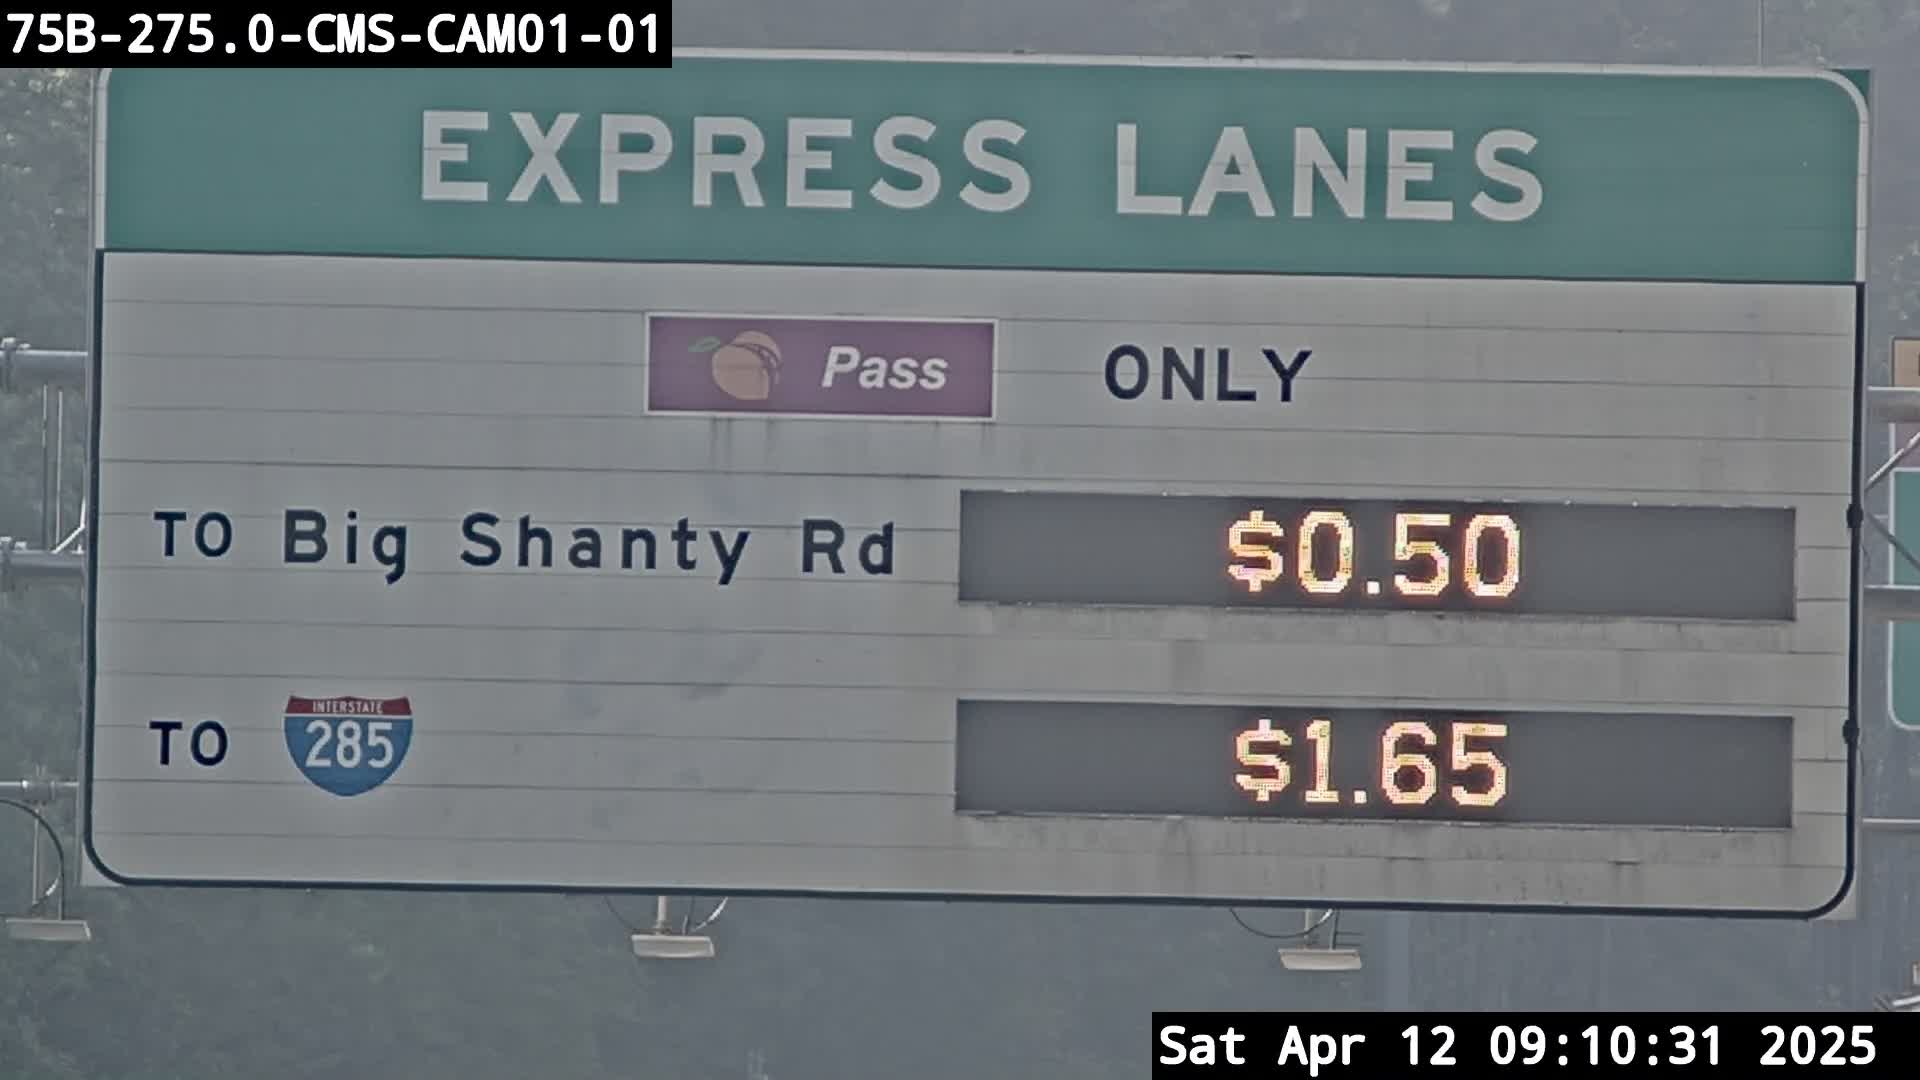 75B-275.0-CMS-CAM01-01
EXPRESS LANES
Pass ONLY
TO Big Shanty Rd $0.50
INTERSTATE
TO 285 $1.65
Sat Apr 12 09:10:31 2025